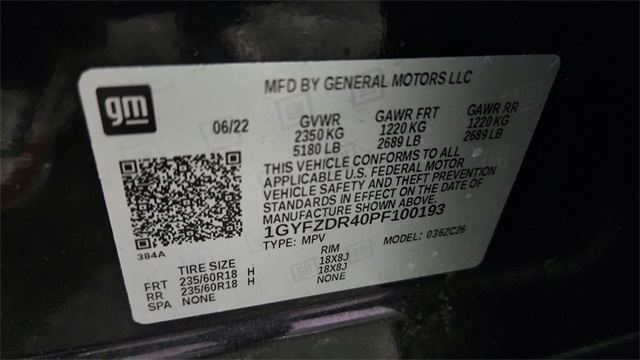 gm
MFD BY GENERAL MOTORS LLC
06/22
GVWR GAWR FRT GAWR RR
2350 KG 1220 KG 1220 KG
5180 LB 2689 LB 2689 LB
THIS VEHICLE CONFORMS TO ALL
APPLICABLE U.S. FEDERAL MOTOR
VEHICLE SAFETY AND THEFT PREVENTION
STANDARDS IN EFFECT ON THE DATE OF
MANUFACTURE SHOWN ABOVE.
1GYFZDR40PF100193
TYPE: MPV MODEL: 036ZC26
384A
TIRE SIZE RIM
FRT 235/60R18 H 18X8J
RR 235/60R18 H 18X8J
SPA NONE NONE